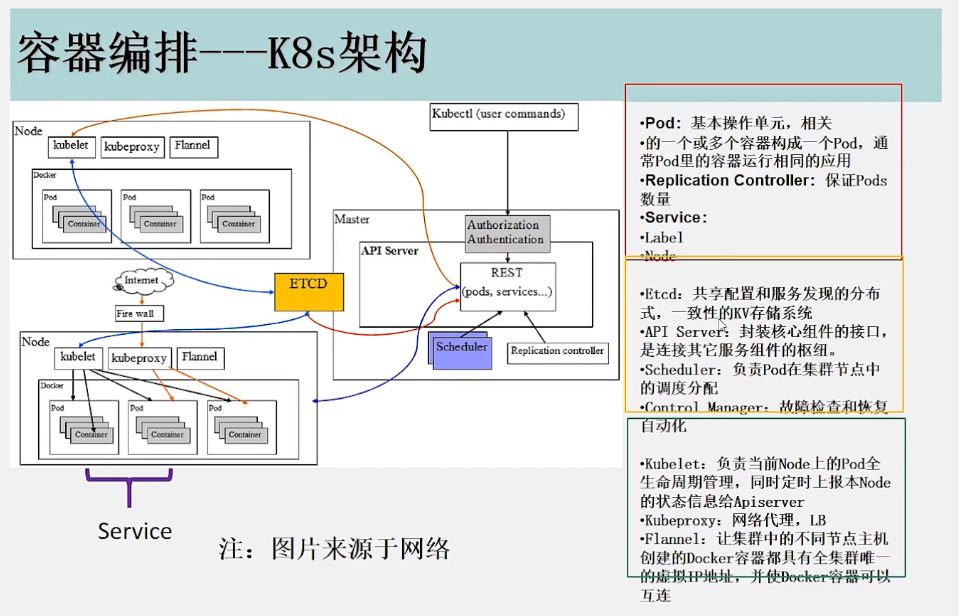 容器编排---K8s架构
Kubectl (user commands)
Node
kubelet
kubeproxy
Flannel
Docker
Pod
Container
Pod
Container
Pod
Container
Master
Authorization
Authentication
API Server
REST
(pods, services...)
Scheduler
Replication controller
ETCD
Internet
Fire wall
Node
kubelet
kubeproxy
Flannel
Docker
Pod
Container
Pod
Container
Pod
Container
Service
注：图片来源于网络
•Pod：基本操作单元，相关
•的一个或多个容器构成一个Pod，通
常Pod里的容器运行相同的应用
•Replication Controller：保证Pods
数量
•Service：
•Label
•Node
•Etcd：共享配置和服务发现的分布
式，一致性的KV存储系统
•API Server：封装核心组件的接口，
是连接其它服务组件的枢纽。
•Scheduler：负责Pod在集群节点中
的调度分配
•Control Manager：故障检查和恢复
自动化
•Kubelet：负责当前Node上的Pod全
生命周期管理，同时定时上报本Node
的状态信息给Apiserver
•Kubeproxy：网络代理，LB
•Flannel：让集群中的不同节点主机
创建的Docker容器都具有全集群唯一
的虚拟IP地址，并使Docker容器可以
互连